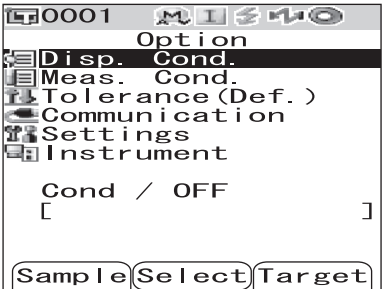 0001 M I
Option
Disp. Cond.
Meas. Cond.
Tolerance(Def.)
Communication
Settings
Instrument
Cond / OFF
[ ]
Sample Select Target